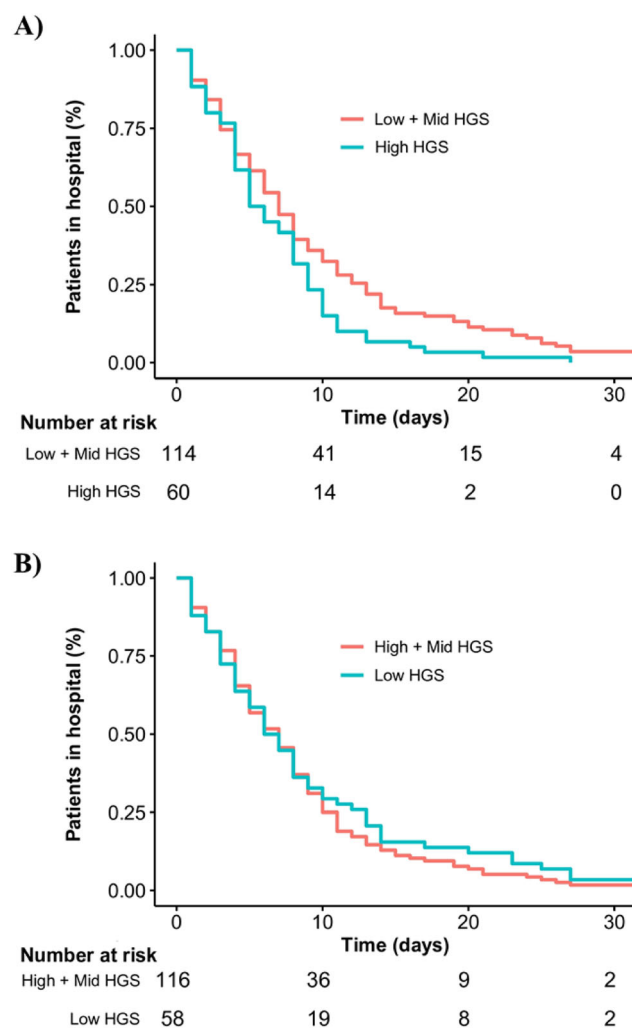 A)
Patients in hospital (%)
1.00
0.75
0.50
0.25
0.00
Low + Mid HGS
High HGS
0 10 20 30
Time (days)
Number at risk
Low + Mid HGS 114 41 15 4
High HGS 60 14 2 0
B)
Patients in hospital (%)
1.00
0.75
0.50
0.25
0.00
High + Mid HGS
Low HGS
0 10 20 30
Time (days)
Number at risk
High + Mid HGS 116 36 9 2
Low HGS 58 19 8 2